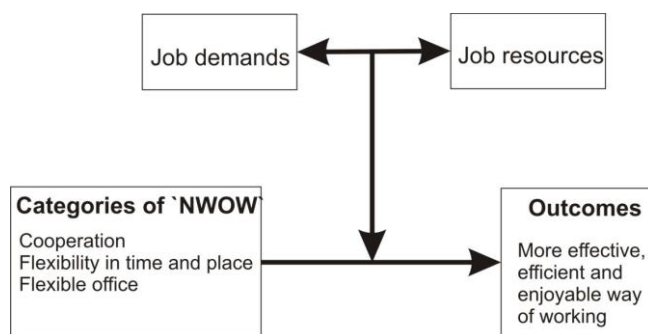 Job demands
Job resources
Categories of `NWOW`
Cooperation
Flexibility in time and place
Flexible office
Outcomes
More effective,
efficient and
enjoyable way
of working